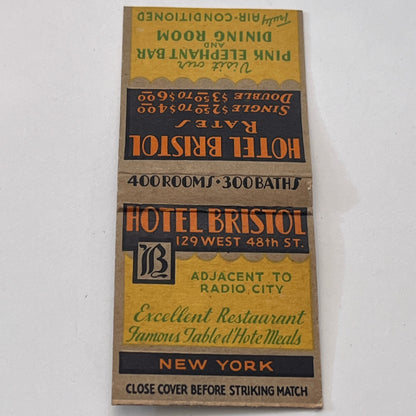 HOTEL BRISTOL
129 WEST 48th ST.
B
ADJACENT TO
RADIO CITY
Excellent Restaurant
Famous Table d'Hote Meals
NEW YORK
CLOSE COVER BEFORE STRIKING MATCH
400 ROOMS • 300 BATHS
HOTEL BRISTOL
RATES
SINGLE $2.50 TO $4.00
DOUBLE $3.50 TO $6.00
Visit our
PINK ELEPHANT BAR
AND
DINING ROOM
Truly AIR-CONDITIONED